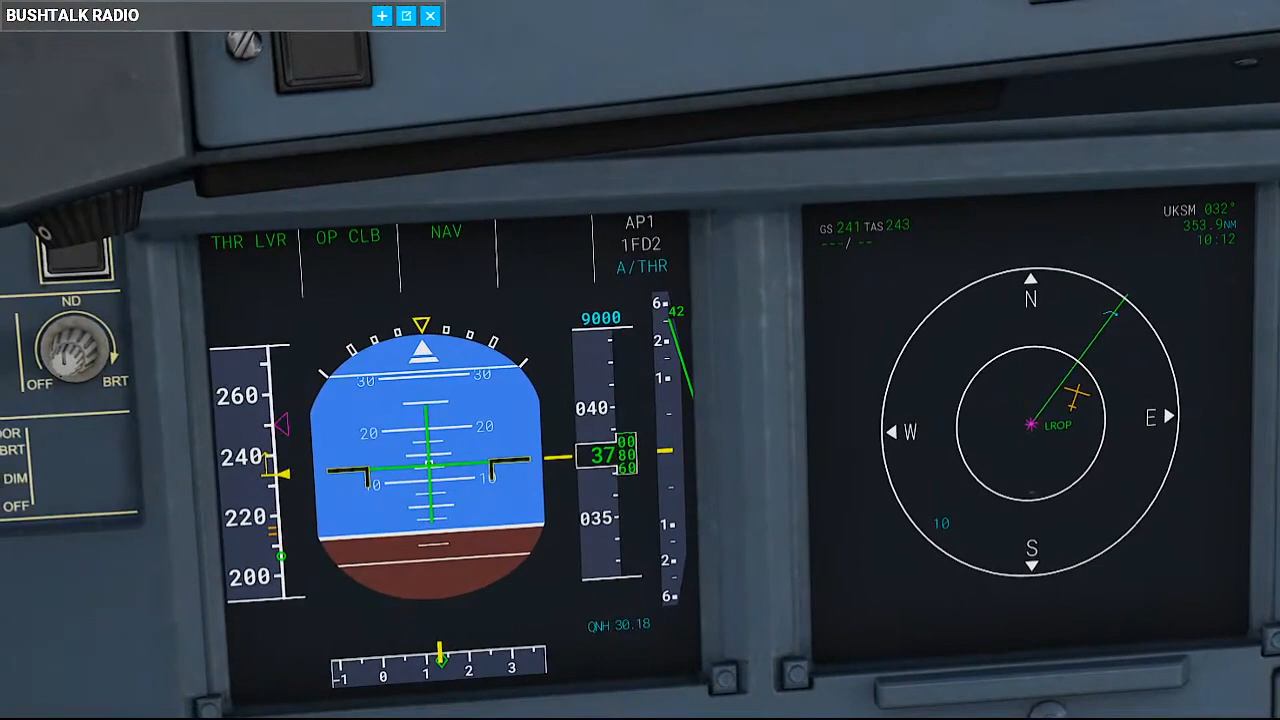 BUSHTALK RADIO
THR LVR OP CLB NAV
AP1
1FD2
A/THR
GS 241 TAS 243
---/ --
UKSM 032°
353.9NM
10:12
ND
OFF BRT
BRT
DIM
OFF
260
240
220
200
30 30
20 20
10
9000
040
37
00
80
60
035
QNH 30.18
6
2
1
1
2
6
42
-1 0 1 2 3
N
W
E
S
LROP
10